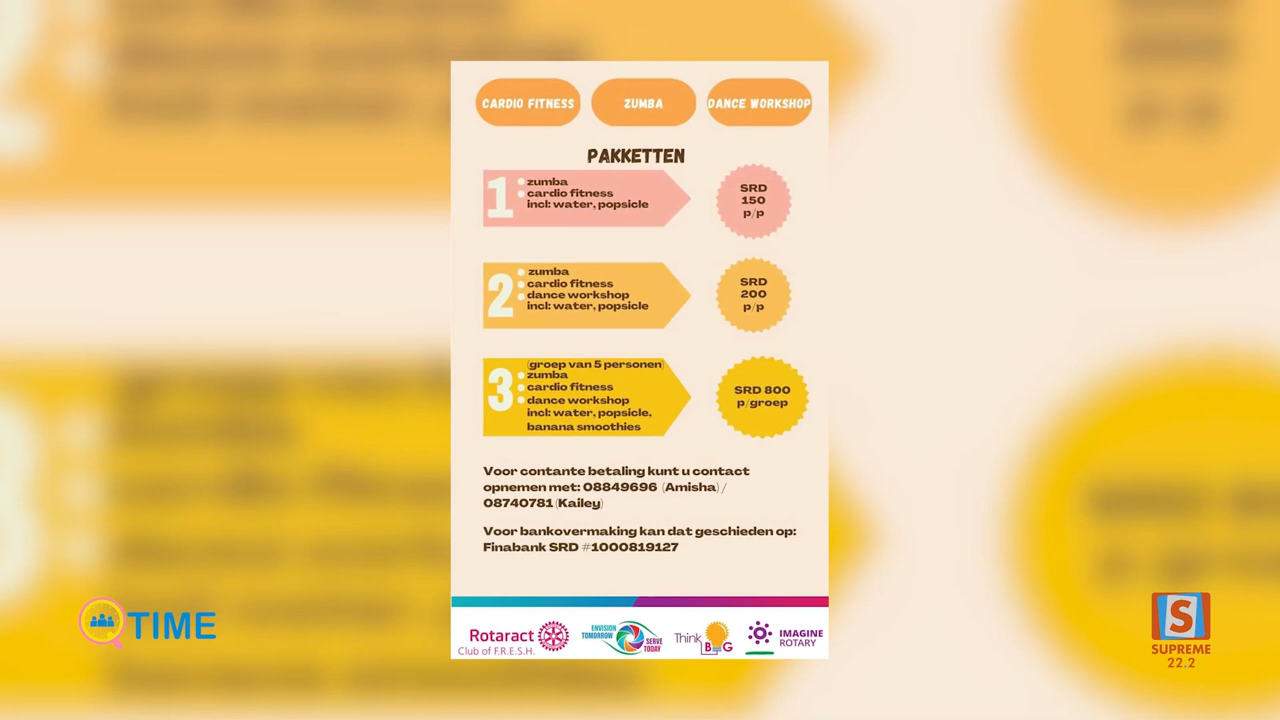 CARDIO FITNESS
ZUMBA
DANCE WORKSHOP
PAKKETTEN
1
zumba
cardio fitness
incl: water, popsicle
SRD
150
p/p
2
zumba
cardio fitness
dance workshop
incl: water, popsicle
SRD
200
p/p
3
(groep van 5 personen)
zumba
cardio fitness
dance workshop
incl: water, popsicle,
banana smoothies
SRD 800
p/groep
Voor contante betaling kunt u contact
opnemen met: 08849696 (Amisha) /
08740781 (Kailey)
Voor bankovermaking kan dat geschieden op:
Finabank SRD #1000819127
Rotaract
Club of F.R.E.S.H.
ENVISION
TOMORROW
SERVE
TODAY
Think
BIG
IMAGINE
ROTARY
QTIME
S
SUPREME
22.2